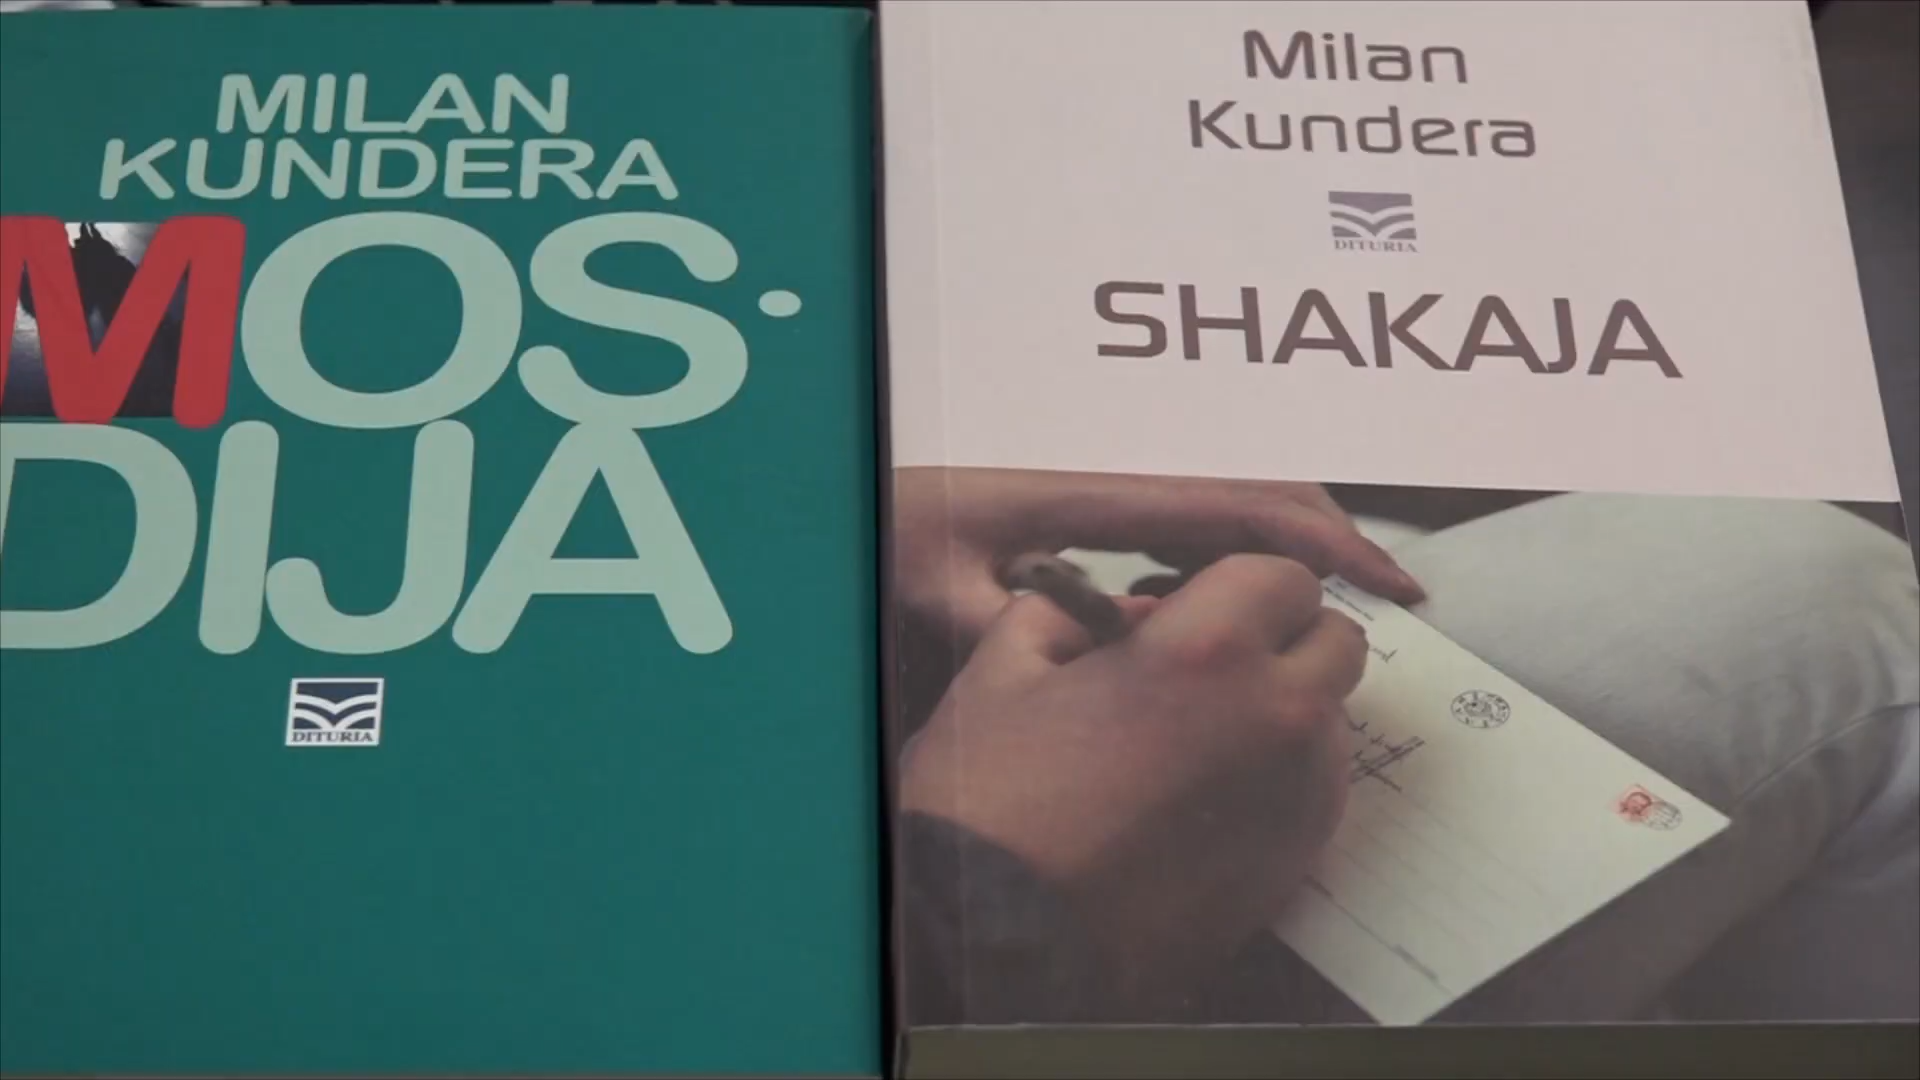 MILAN
KUNDERA
MOS·
DIJA
DITURIA
Milan
Kundera
DITURIA
SHAKAJA